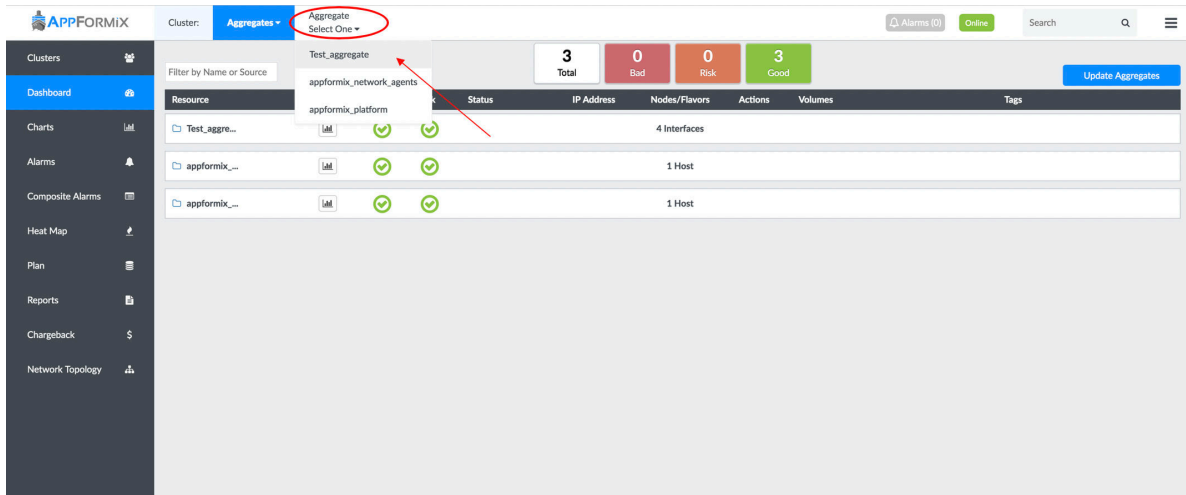 APPFORMIX
Cluster:
Aggregates
Aggregate
Select One
Alarms (0)
Online
Search
Clusters
Dashboard
Charts
Alarms
Composite Alarms
Heat Map
Plan
Reports
Chargeback
Network Topology
Test_aggregate
appformix_network_agents
appformix_platform
Filter by Name or Source
3
Total
0
Bad
0
Risk
3
Good
Update Aggregates
Resource
Status
IP Address
Nodes/Flavors
Actions
Volumes
Tags
Test_aggre...
4 Interfaces
appformix_...
1 Host
appformix_...
1 Host